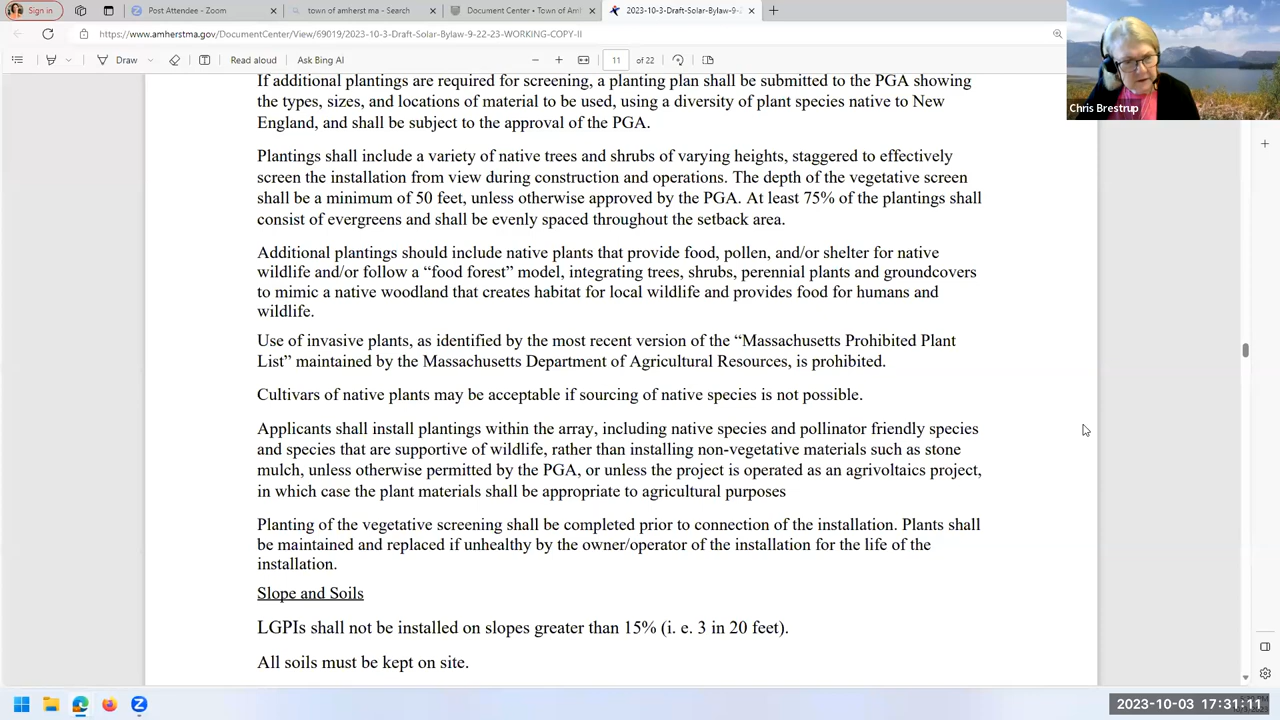 Sign in
Post Attendee - Zoom
town of amherst ma - Search
Document Center • Town of Am
2023-10-3-Draft-Solar-Bylaw-9-2
https://www.amherstma.gov/DocumentCenter/View/69019/2023-10-3-Draft-Solar-Bylaw-9-22-23-WORKING-COPY-II
Draw
Read aloud
Ask Bing AI
11 of 22
Chris Brestrup
If additional plantings are required for screening, a planting plan shall be submitted to the PGA showing
the types, sizes, and locations of material to be used, using a diversity of plant species native to New
England, and shall be subject to the approval of the PGA.
Plantings shall include a variety of native trees and shrubs of varying heights, staggered to effectively
screen the installation from view during construction and operations. The depth of the vegetative screen
shall be a minimum of 50 feet, unless otherwise approved by the PGA. At least 75% of the plantings shall
consist of evergreens and shall be evenly spaced throughout the setback area.
Additional plantings should include native plants that provide food, pollen, and/or shelter for native
wildlife and/or follow a “food forest” model, integrating trees, shrubs, perennial plants and groundcovers
to mimic a native woodland that creates habitat for local wildlife and provides food for humans and
wildlife.
Use of invasive plants, as identified by the most recent version of the “Massachusetts Prohibited Plant
List” maintained by the Massachusetts Department of Agricultural Resources, is prohibited.
Cultivars of native plants may be acceptable if sourcing of native species is not possible.
Applicants shall install plantings within the array, including native species and pollinator friendly species
and species that are supportive of wildlife, rather than installing non-vegetative materials such as stone
mulch, unless otherwise permitted by the PGA, or unless the project is operated as an agrivoltaics project,
in which case the plant materials shall be appropriate to agricultural purposes
Planting of the vegetative screening shall be completed prior to connection of the installation. Plants shall
be maintained and replaced if unhealthy by the owner/operator of the installation for the life of the
installation.
Slope and Soils
LGPIs shall not be installed on slopes greater than 15% (i. e. 3 in 20 feet).
All soils must be kept on site.
2023-10-03 17:31:11